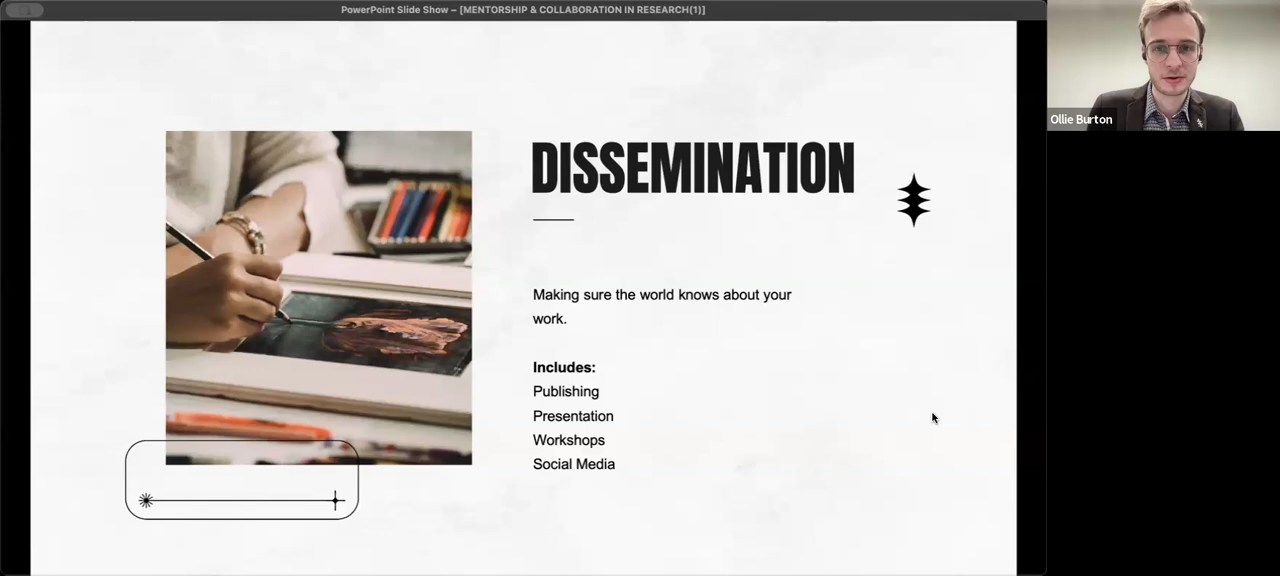 PowerPoint Slide Show – [MENTORSHIP & COLLABORATION IN RESEARCH(1)]
Ollie Burton
DISSEMINATION
Making sure the world knows about your
work.
Includes:
Publishing
Presentation
Workshops
Social Media